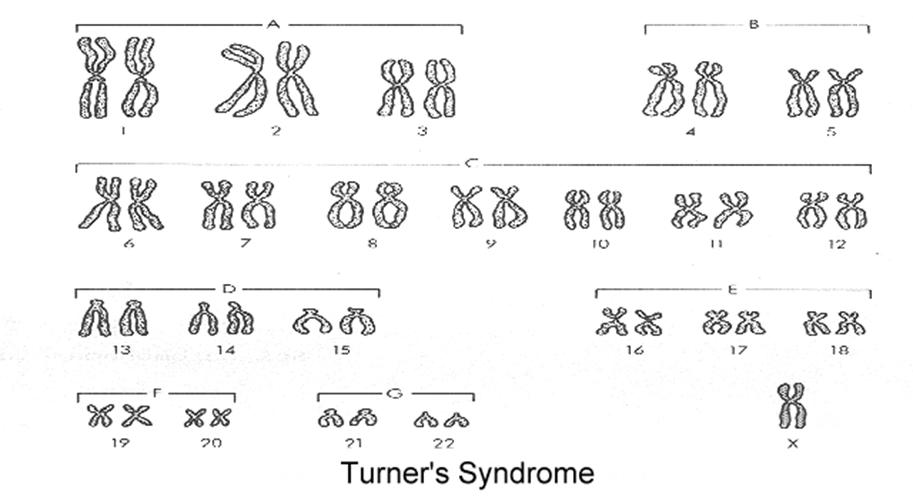 A B
1 2 3 4 5
C
6 7 8 9 10 11 12
D E
13 14 15 16 17 18
F G
19 20 21 22 X
Turner's Syndrome